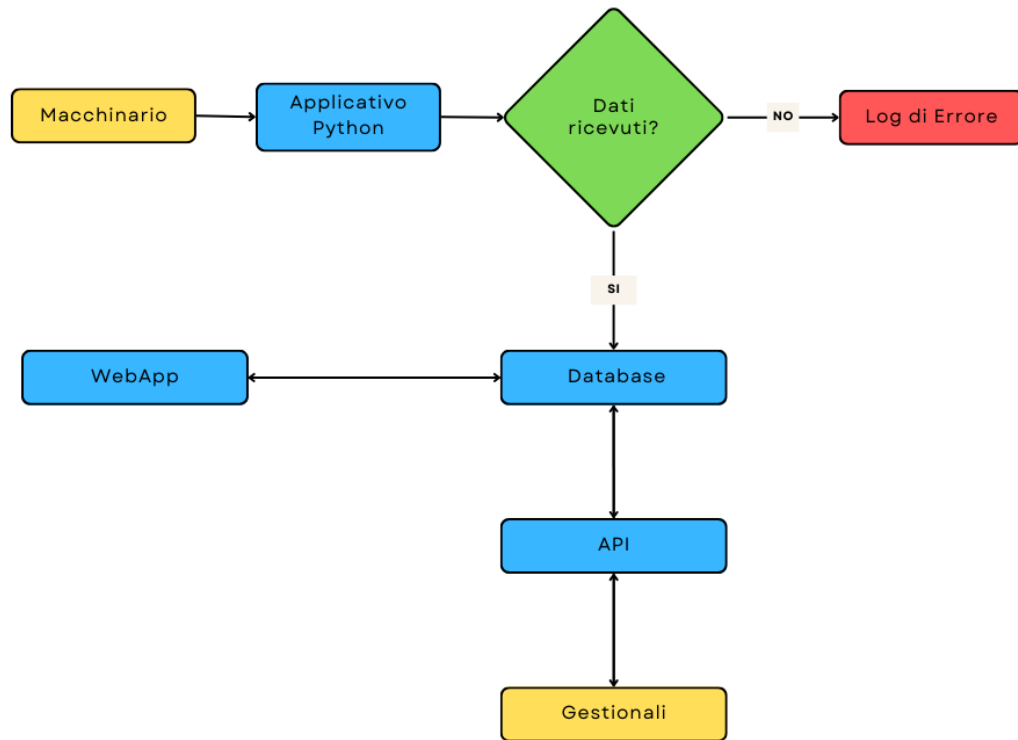 Macchinario
Applicativo
Python
Dati
ricevuti?
NO
Log di Errore
SI
WebApp
Database
API
Gestionali